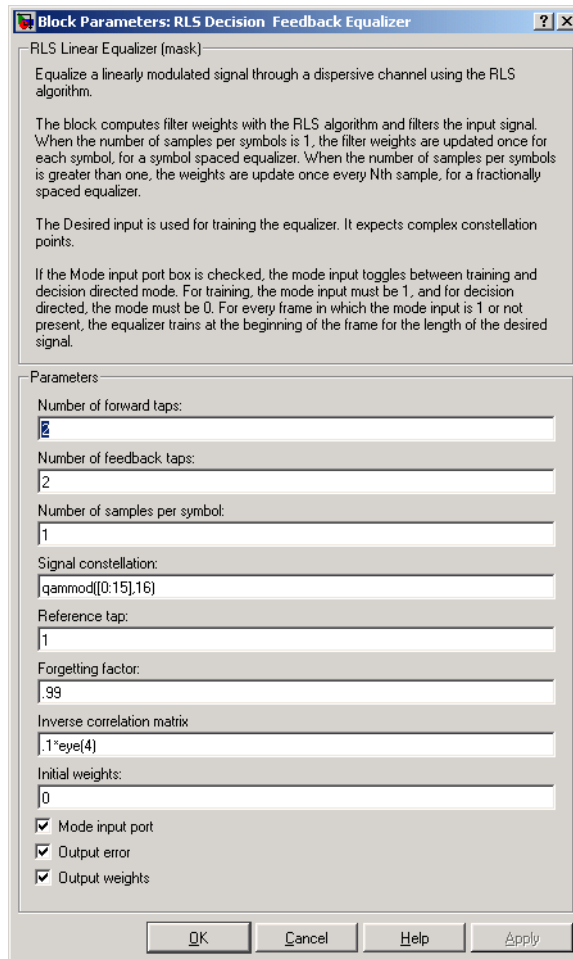 Block Parameters: RLS Decision Feedback Equalizer
RLS Linear Equalizer (mask)
Equalize a linearly modulated signal through a dispersive channel using the RLS
algorithm.
The block computes filter weights with the RLS algorithm and filters the input signal.
When the number of samples per symbols is 1, the filter weights are updated once for
each symbol, for a symbol spaced equalizer. When the number of samples per symbols
is greater than one, the weights are update once every Nth sample, for a fractionally
spaced equalizer.
The Desired input is used for training the equalizer. It expects complex constellation
points.
If the Mode input port box is checked, the mode input toggles between training and
decision directed mode. For training, the mode input must be 1, and for decision
directed, the mode must be 0. For every frame in which the mode input is 1 or not
present, the equalizer trains at the beginning of the frame for the length of the desired
signal.
Parameters
Number of forward taps:
2
Number of feedback taps:
2
Number of samples per symbol:
1
Signal constellation:
qammod([0:15],16)
Reference tap:
1
Forgetting factor:
.99
Inverse correlation matrix
.1*eye(4)
Initial weights:
0
Mode input port
Output error
Output weights
OK Cancel Help Apply